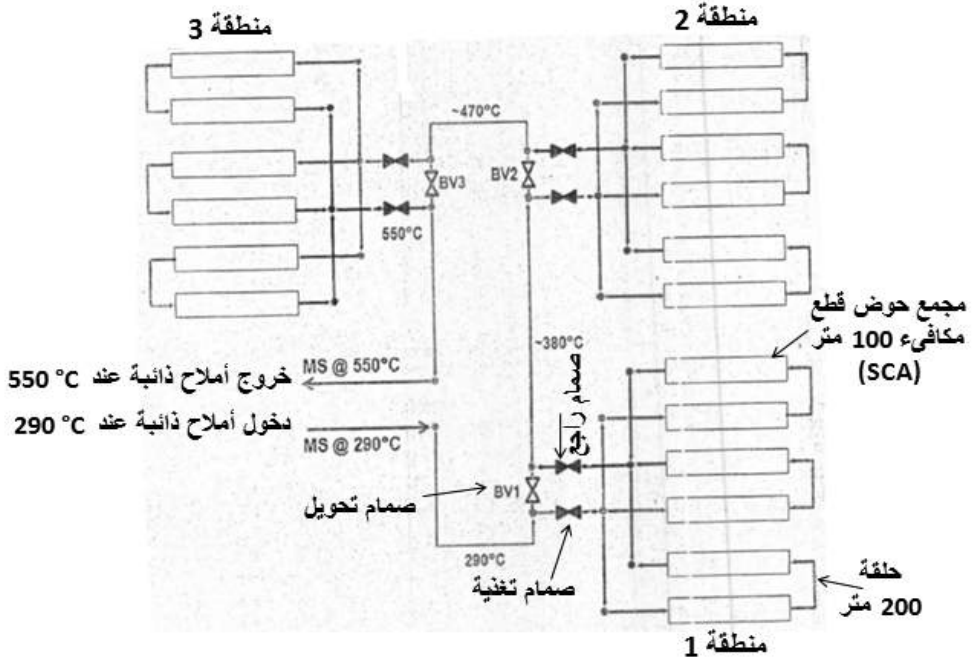 منطقة 3
منطقة 2
~470°C
BV3
BV2
550°C
مجمع حوض قطع
مكافىء 100 متر
(SCA)
~380°C
صمام راجع
MS @ 550°C
خروج أملاح ذائبة عند 550 °C
دخول أملاح ذائبة عند 290 °C
MS @ 290°C
صمام تحويل
BV1
صمام تغذية
290°C
حلقة
200 متر
منطقة 1